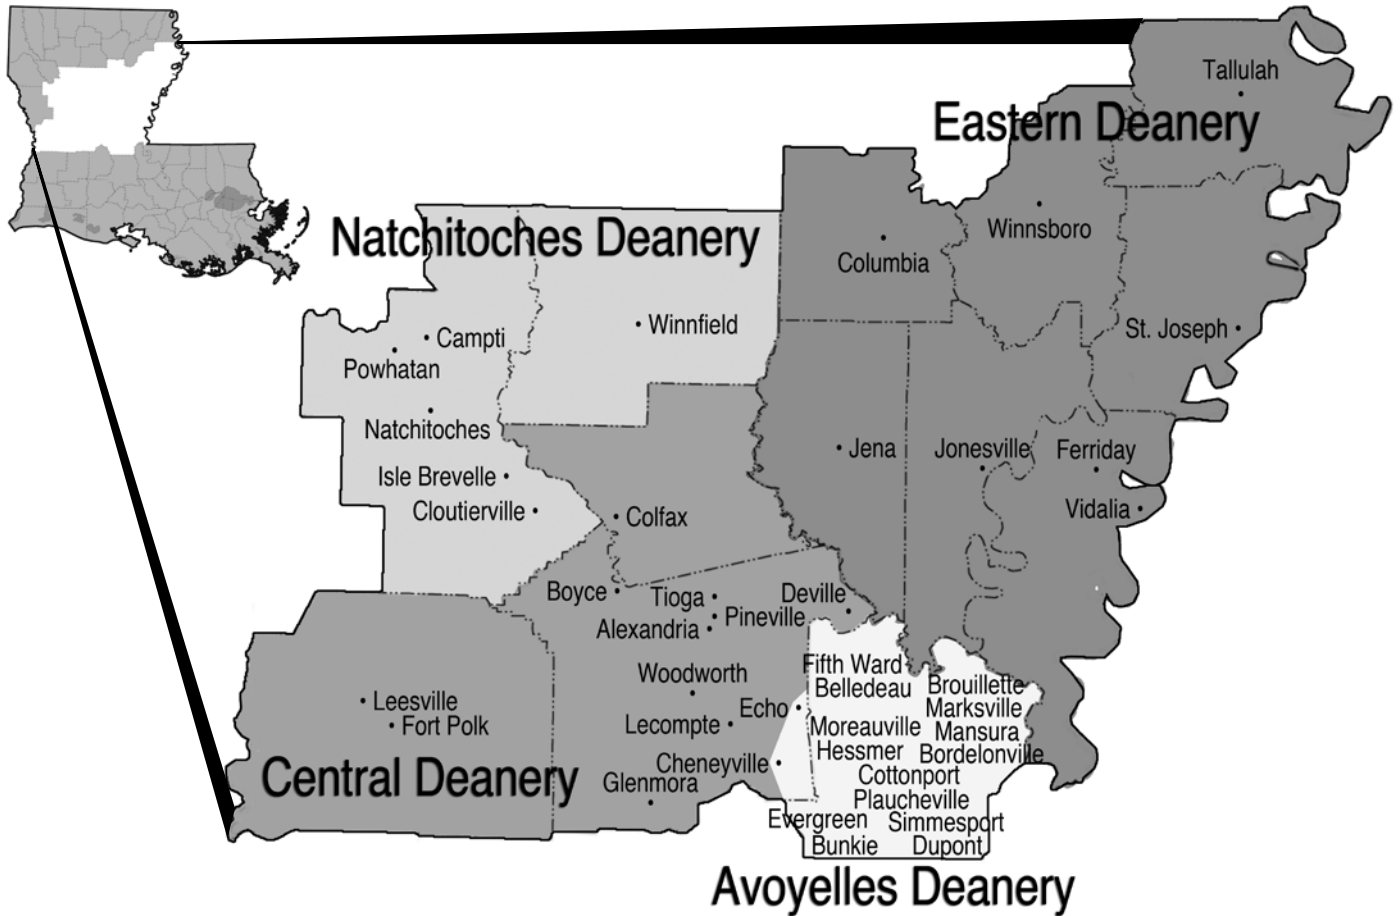 Tallulah
Eastern Deanery
Winnsboro
Natchitoches Deanery
Columbia
Winnfield
St. Joseph
Campti
Powhatan
Natchitoches
Jena
Jonesville
Ferriday
Isle Brevelle
Cloutierville
Colfax
Vidalia
Boyce
Tioga
Deville
Pineville
Alexandria
Fifth Ward
Woodworth
Belledeau
Brouillette
Leesville
Echo
Marksville
Fort Polk
Lecompte
Moreauville
Mansura
Hessmer
Bordelonville
Cheneyville
Central Deanery
Glenmora
Cottonport
Plaucheville
Evergreen
Simmesport
Bunkie
Dupont
Avoyelles Deanery